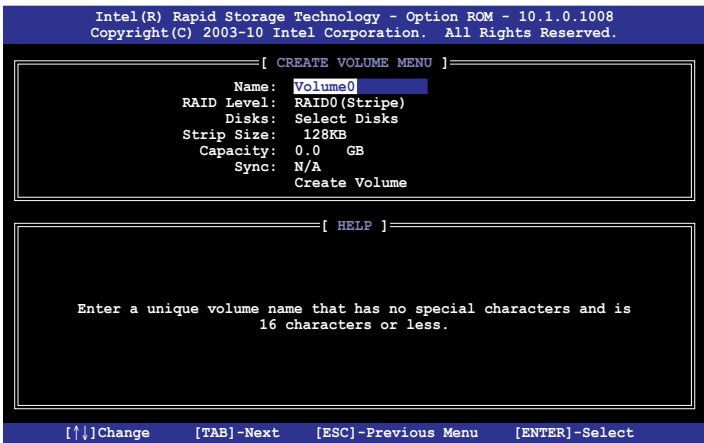 Intel(R) Rapid Storage Technology - Option ROM - 10.1.0.1008
Copyright(C) 2003-10 Intel Corporation. All Rights Reserved.
[ CREATE VOLUME MENU ]
Name: Volume0
RAID Level: RAID0(Stripe)
Disks: Select Disks
Strip Size: 128KB
Capacity: 0.0 GB
Sync: N/A
Create Volume
[ HELP ]
Enter a unique volume name that has no special characters and is
16 characters or less.
[↑↓]Change [TAB]-Next [ESC]-Previous Menu [ENTER]-Select